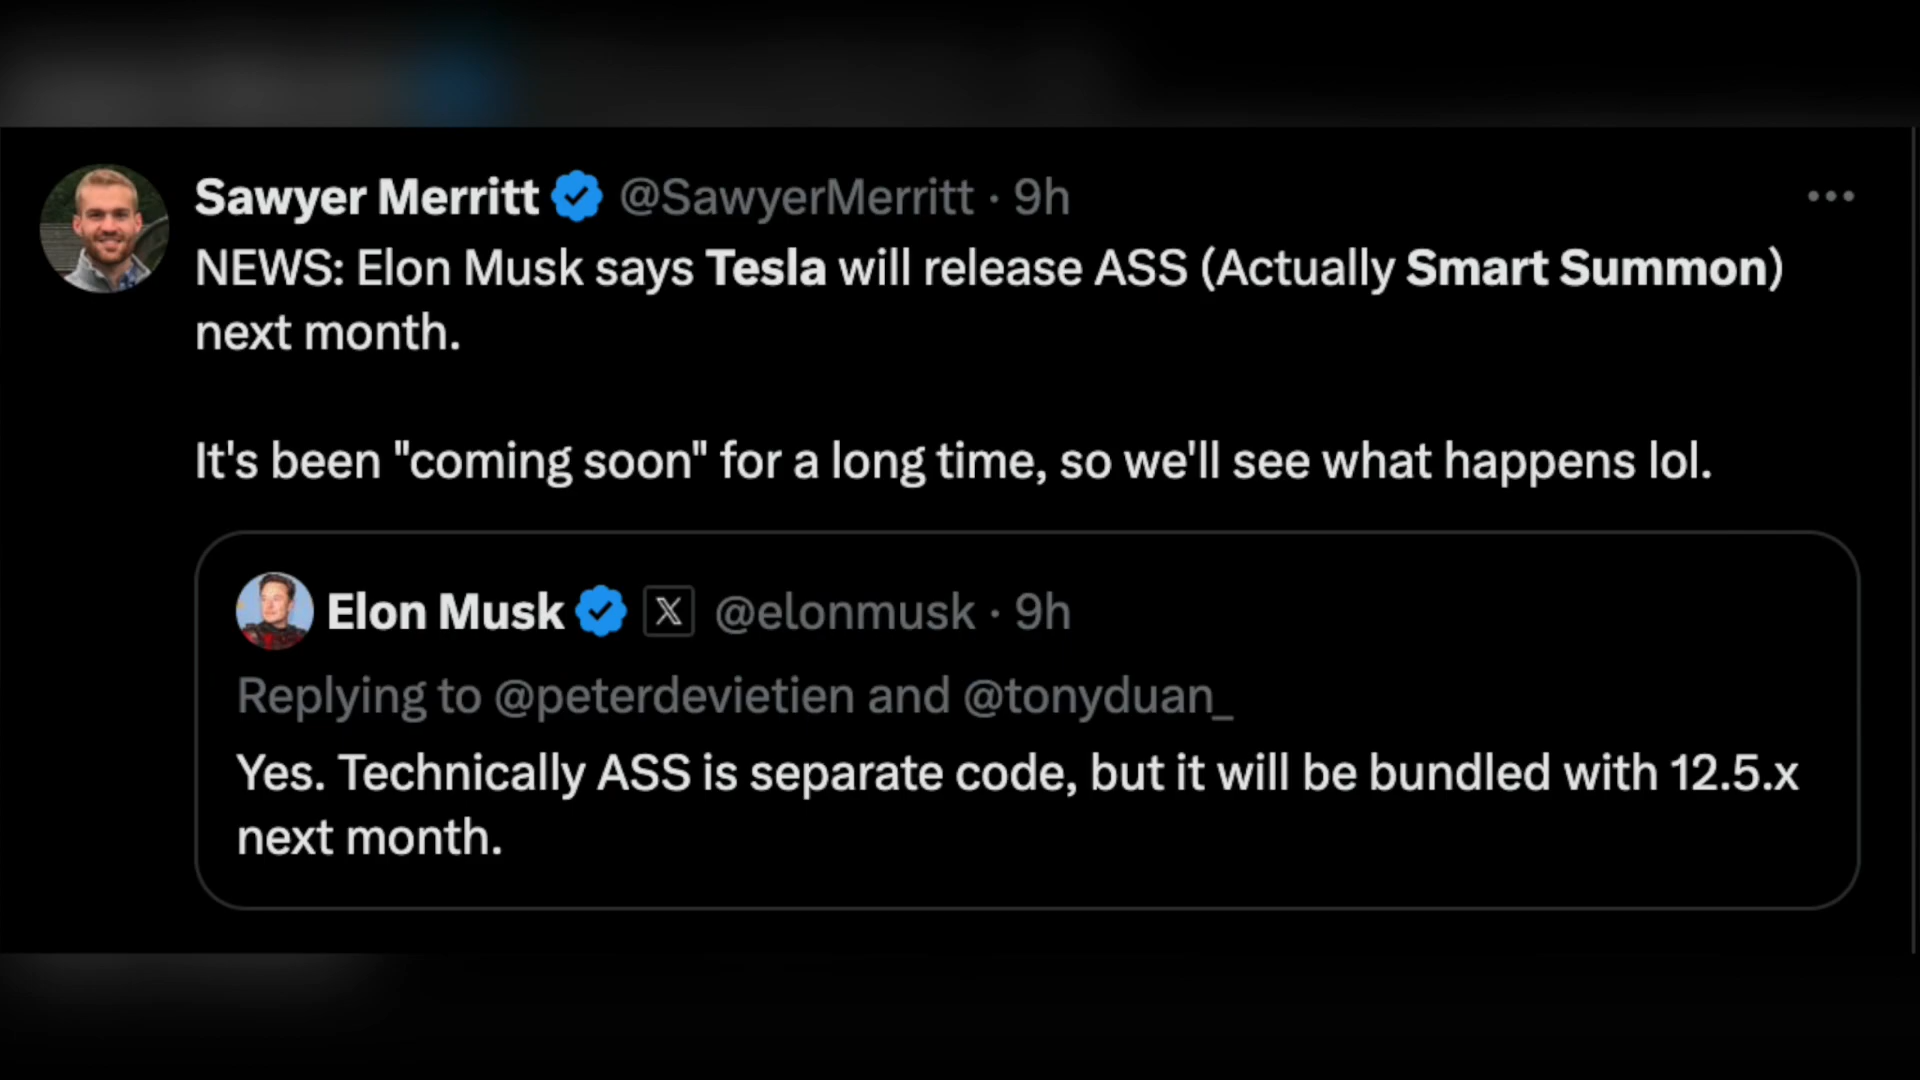 Sawyer Merritt @SawyerMerritt · 9h
NEWS: Elon Musk says Tesla will release ASS (Actually Smart Summon)
next month.
It's been "coming soon" for a long time, so we'll see what happens lol.
Elon Musk X @elonmusk · 9h
Replying to @peterdevietien and @tonyduan_
Yes. Technically ASS is separate code, but it will be bundled with 12.5.x
next month.